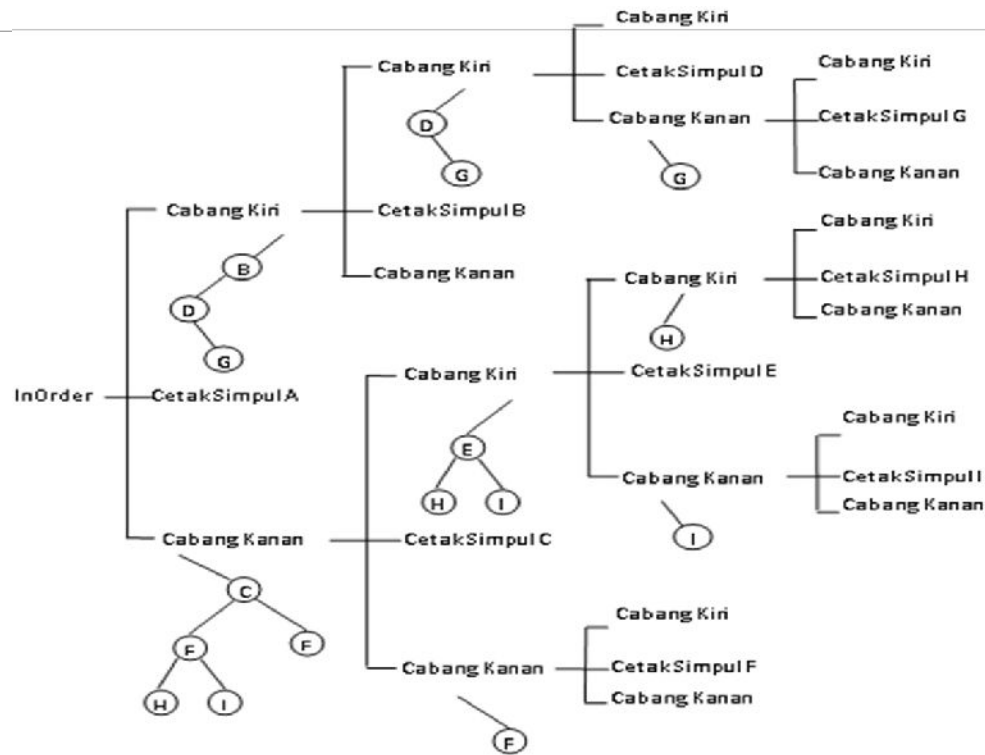 Cabang Kiri
Cabang Kiri
CetakSimpul D
Cabang Kiri
Cabang Kanan
CetakSimpul G
D
G
G
Cabang Kanan
Cabang Kiri
CetakSimpul B
Cabang Kiri
B
Cabang Kanan
Cabang Kiri
CetakSimpul H
D
Cabang Kanan
H
G
Cabang Kiri
CetakSimpul E
InOrder
CetakSimpul A
Cabang Kiri
E
H
I
Cabang Kanan
CetakSimpul I
Cabang Kanan
I
Cabang Kanan
CetakSimpul C
C
F
F
H
I
Cabang Kiri
Cabang Kanan
CetakSimpul F
Cabang Kanan
F